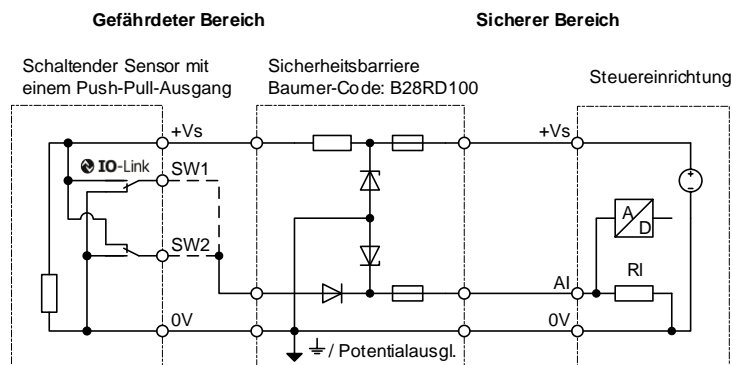 Gefährdeter Bereich
Sicherer Bereich
Schaltender Sensor mit
einem Push-Pull-Ausgang
Sicherheitsbarriere
Baumer-Code: B28RD100
Steuereinrichtung
+Vs
+Vs
IO-Link
SW1
SW2
A
D
RI
AI
0V
0V
/ Potentialausgl.